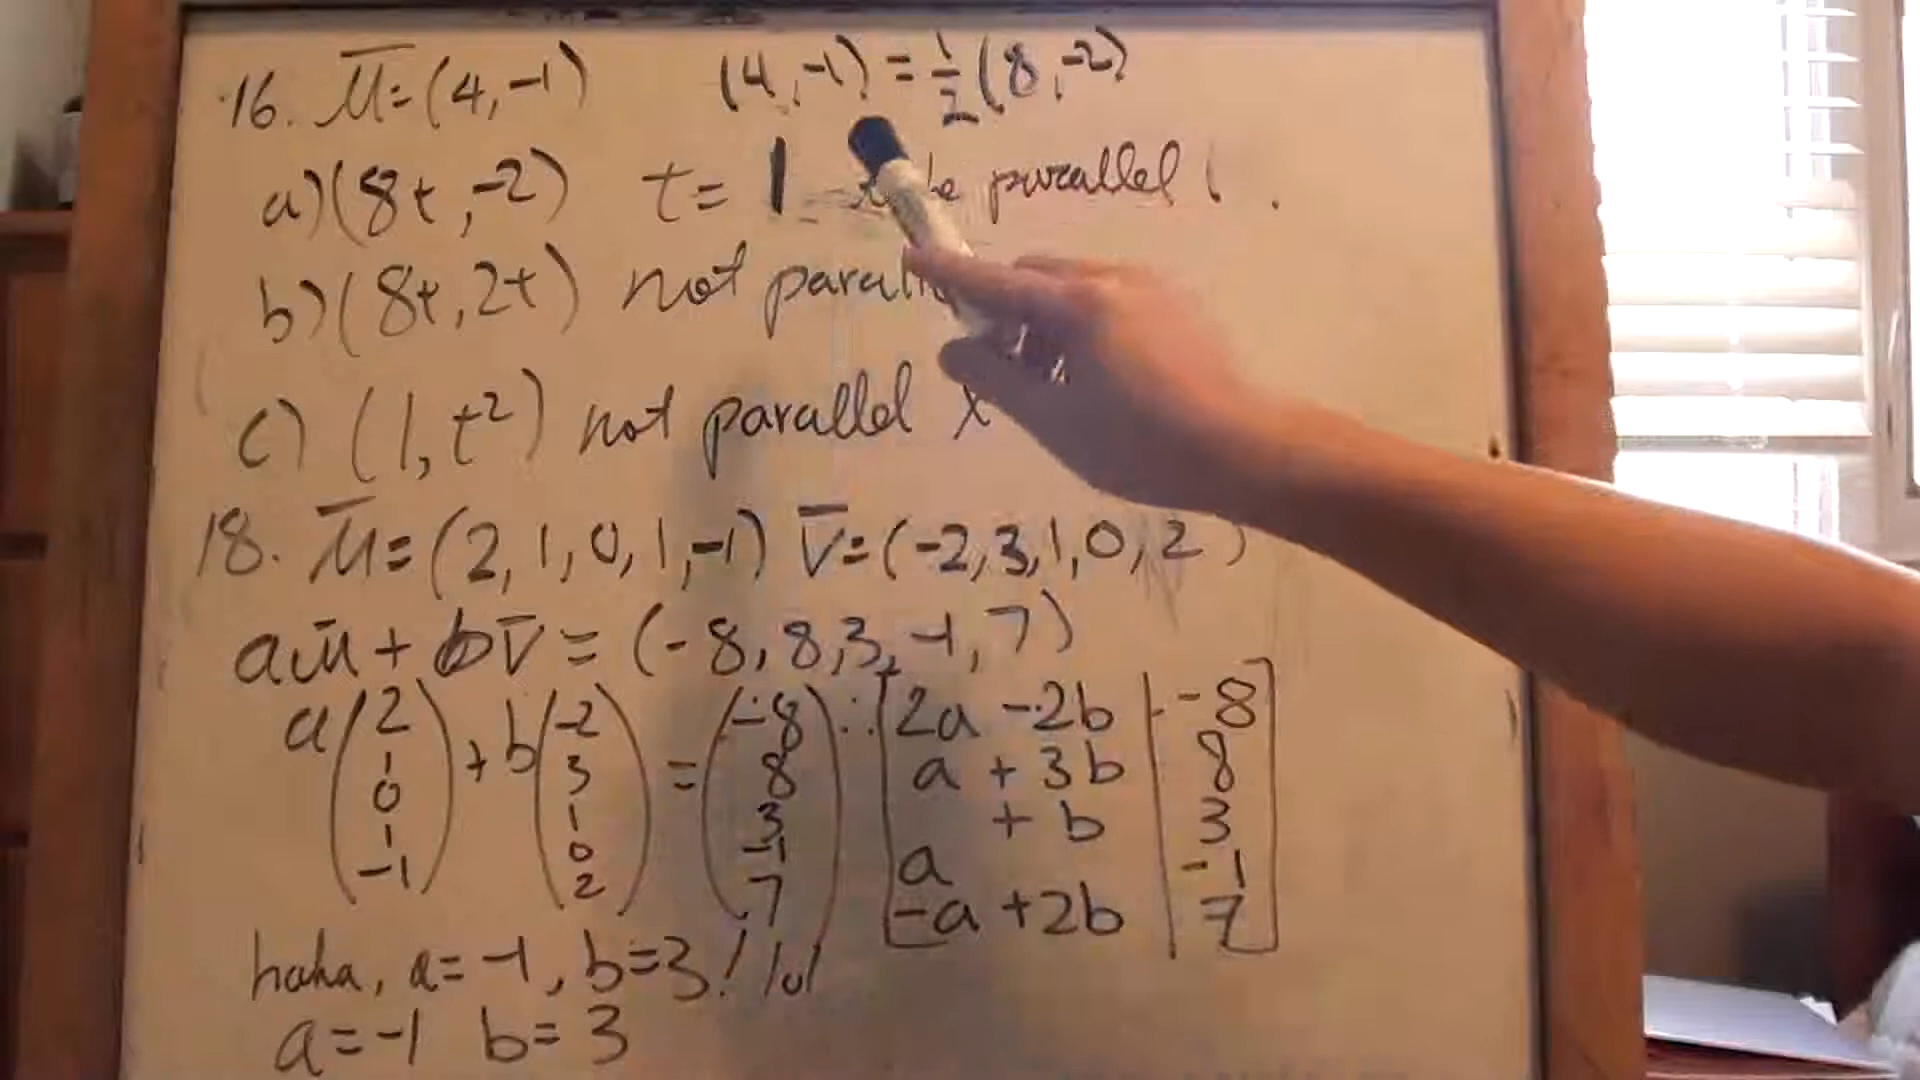 16. ū=(4,-1) (4,-1)=½(8,-2)
a)(8t,-2) t= 1 be parallel
b)(8t,2t) not
c) (1,t²) not parallel
18. ū=(2,1,0,1,-1) v̄=(-2,3,1,0,2)
aū+bv̄=(-8,8,3,-1,7)
a(2 1 0 1 -1)+b(-2 3 1 0 2)=(-8 8 3 -1 7)∴[2a -2b | -8
a + 3b | 8
+ b | 3
a | -1
-a +2b | 7]
haha, a=-1, b=3! lol
a=-1 b=3